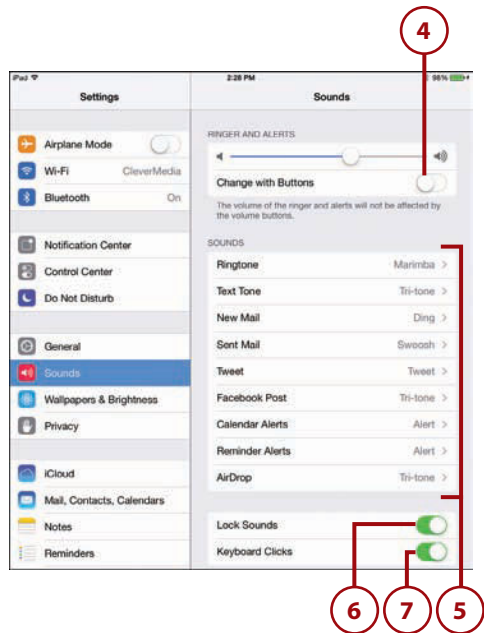 4
iPad 2:28 PM 96%
Settings
Sounds
Airplane Mode
Wi-Fi CleverMedia
Bluetooth On
Notification Center
Control Center
Do Not Disturb
General
Sounds
Wallpapers & Brightness
Privacy
iCloud
Mail, Contacts, Calendars
Notes
Reminders
RINGER AND ALERTS
Change with Buttons
The volume of the ringer and alerts will not be affected by
the volume buttons.
SOUNDS
Ringtone Marimba >
Text Tone Tri-tone >
New Mail Ding >
Sent Mail Swoosh >
Tweet Tweet >
Facebook Post Tri-tone >
Calendar Alerts Alert >
Reminder Alerts Alert >
AirDrop Tri-tone >
Lock Sounds
Keyboard Clicks
6 7 5